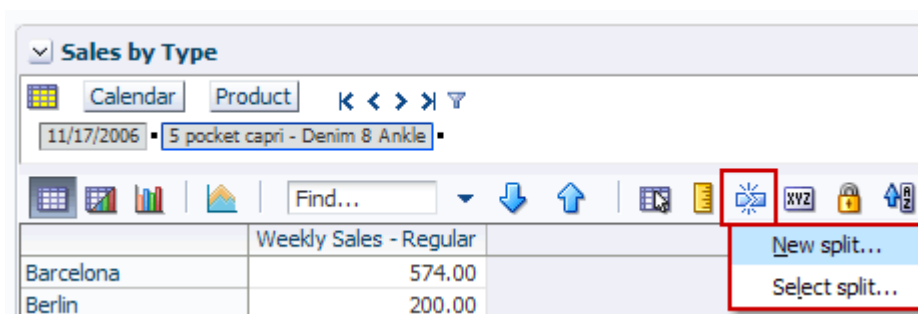 Sales by Type
Calendar Product
11/17/2006 5 pocket capri - Denim 8 Ankle
Find... XYZ A Z
Weekly Sales - Regular New split...
Barcelona 574.00 Select split...
Berlin 200.00